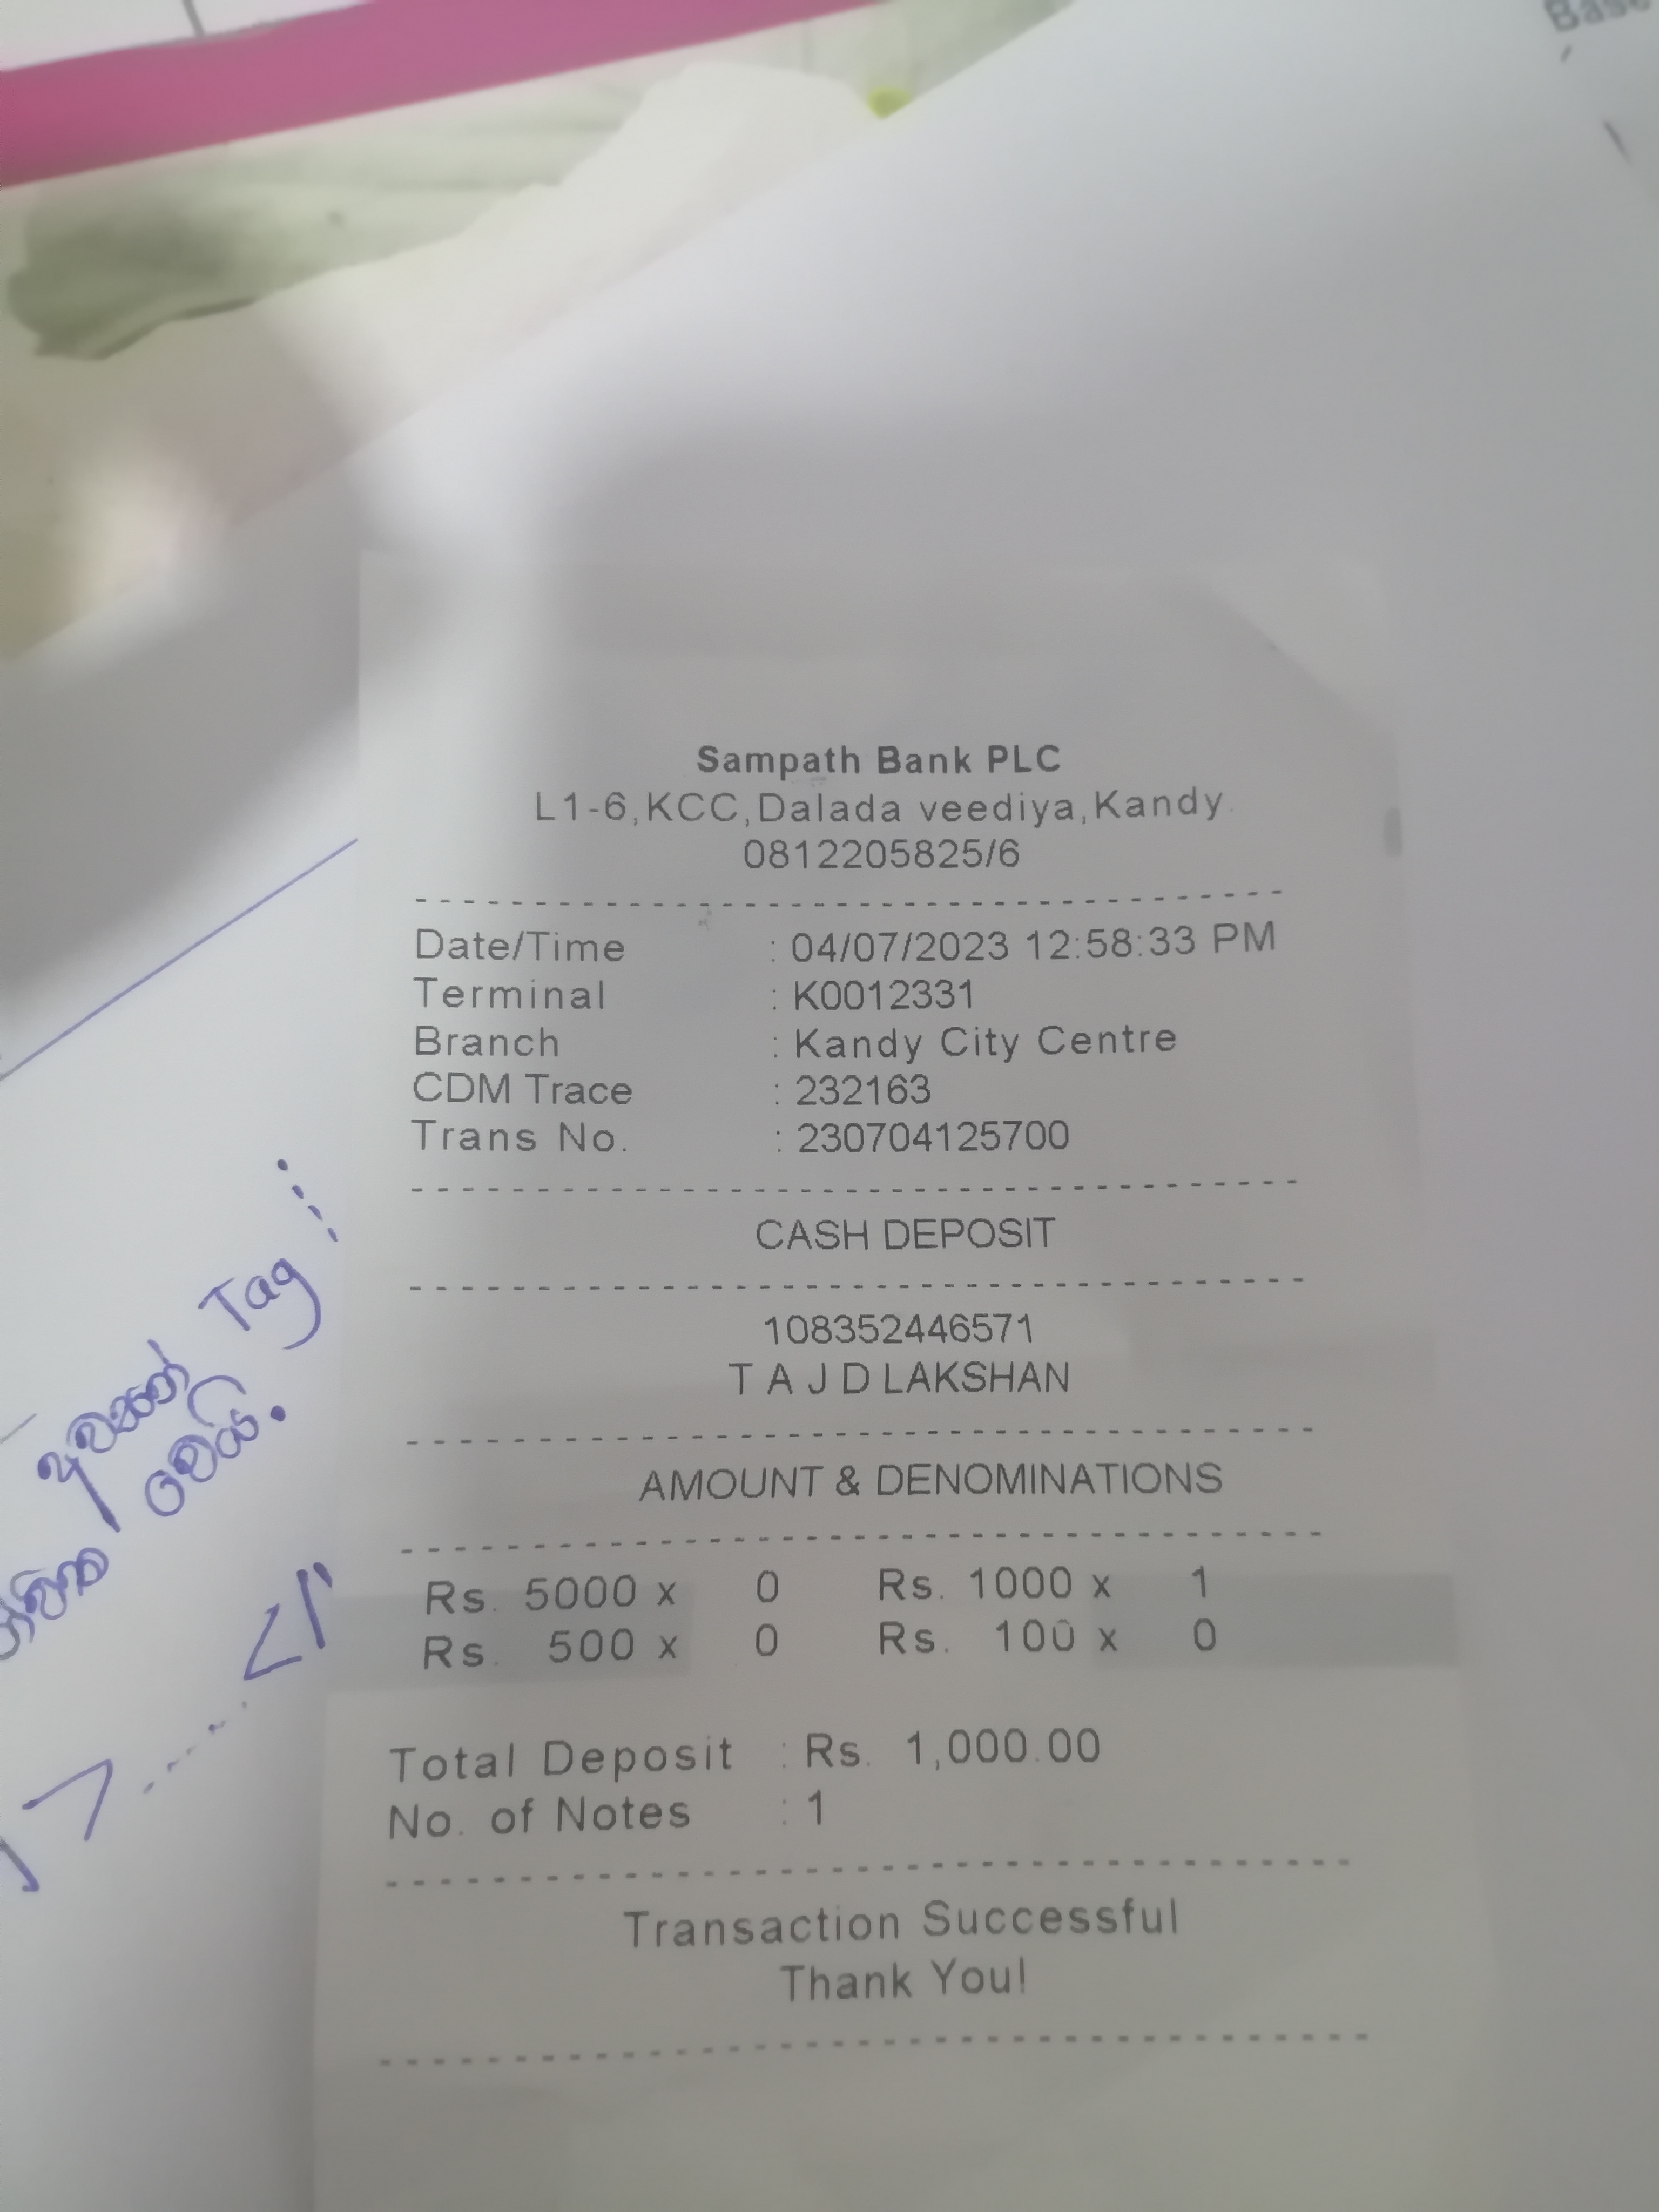 Base
Sampath Bank PLC
L1-6,KCC,Dalada veediya,Kandy.
0812205825/6
Date/Time : 04/07/2023 12:58:33 PM
Terminal : K0012331
Branch : Kandy City Centre
CDM Trace : 232163
Trans No. : 230704125700
CASH DEPOSIT
108352446571
T A J D LAKSHAN
AMOUNT & DENOMINATIONS
Rs. 5000 x 0 Rs. 1000 x 1
Rs. 500 x 0 Rs. 100 x 0
Total Deposit : Rs. 1,000.00
No. of Notes : 1
Transaction Successful
Thank You!
Tag